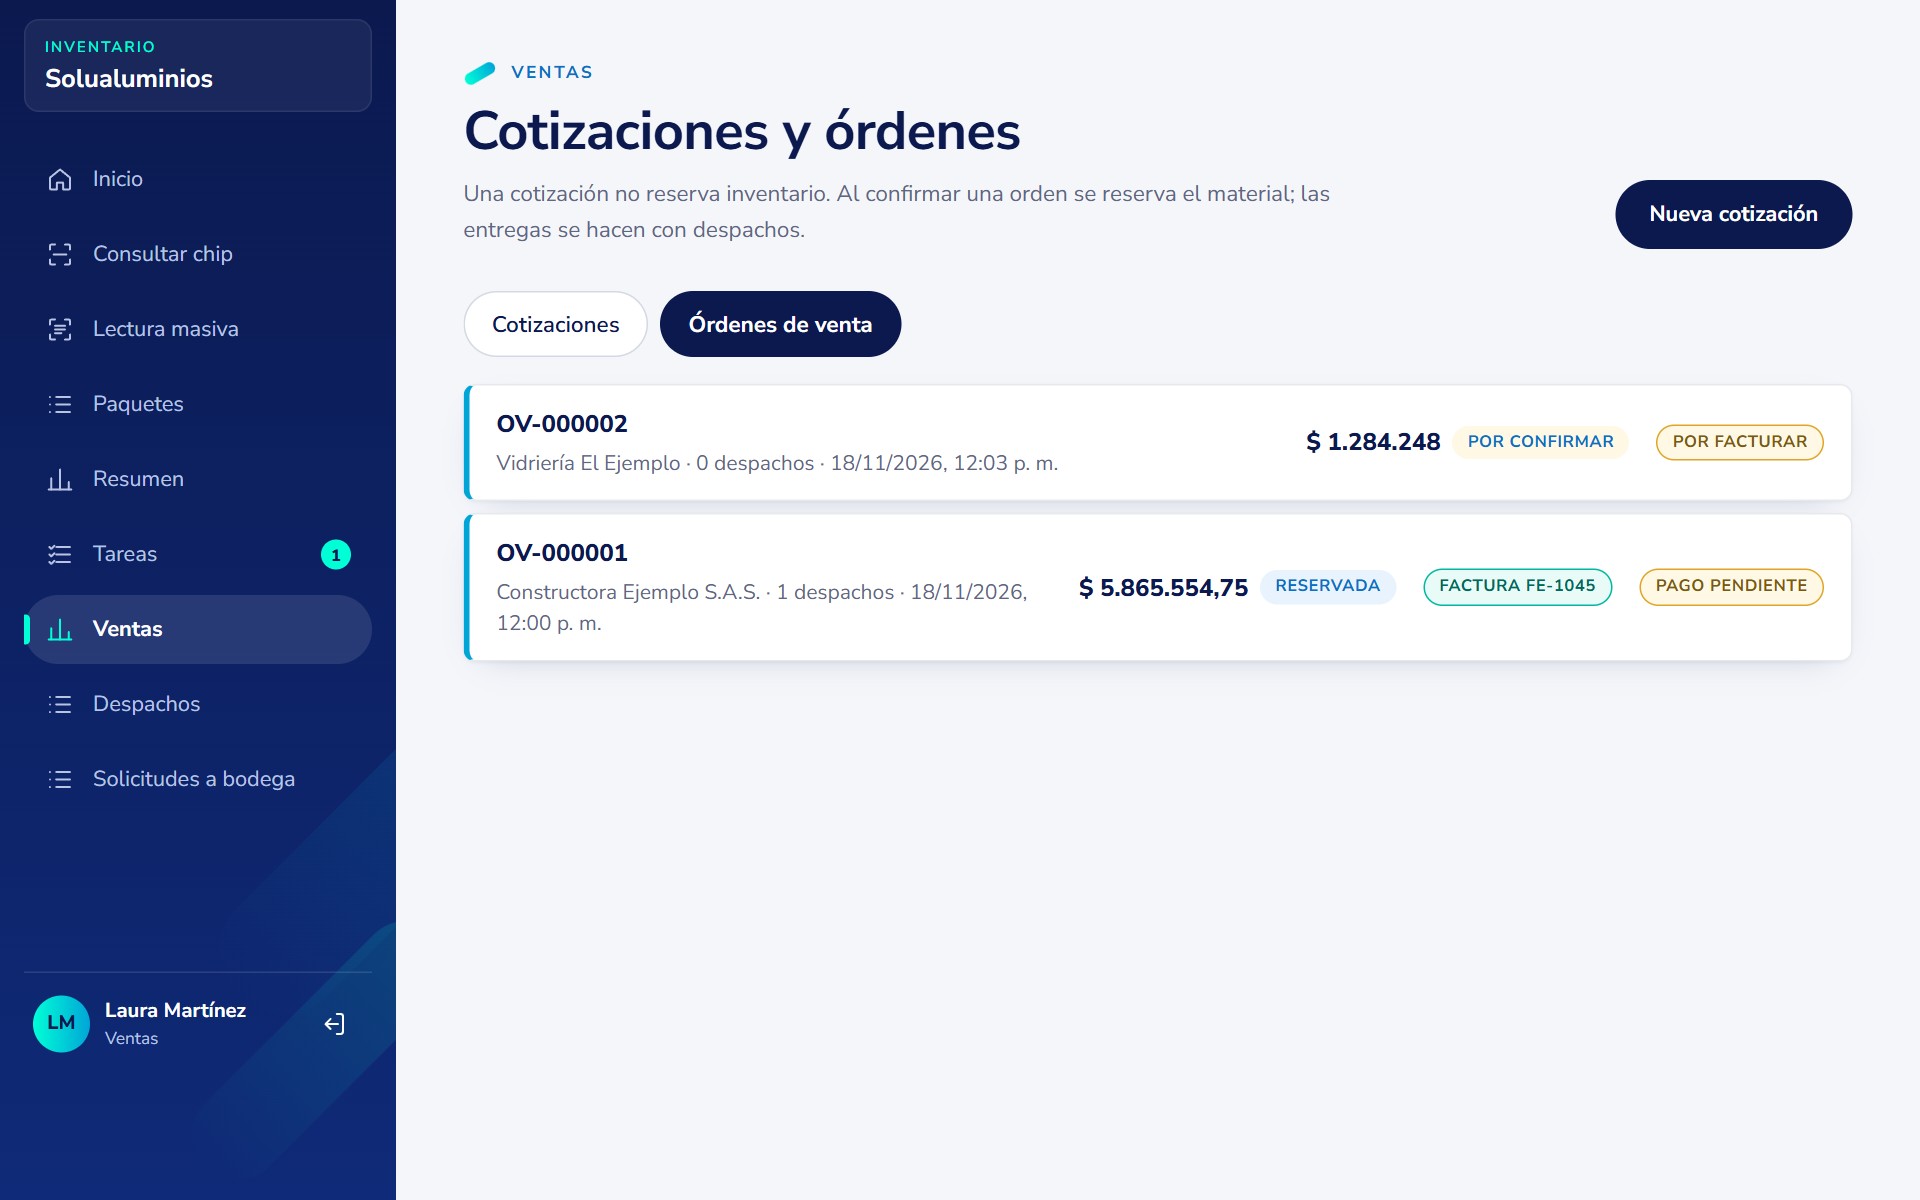 INVENTARIO
Solualuminios
Inicio
Consultar chip
Lectura masiva
Paquetes
Resumen
Tareas 1
Ventas
Despachos
Solicitudes a bodega
LM
Laura Martínez
Ventas
VENTAS
Cotizaciones y órdenes
Una cotización no reserva inventario. Al confirmar una orden se reserva el material; las
entregas se hacen con despachos.
Nueva cotización
Cotizaciones
Órdenes de venta
OV-000002
Vidriería El Ejemplo · 0 despachos · 18/11/2026, 12:03 p. m.
$ 1.284.248 POR CONFIRMAR POR FACTURAR
OV-000001
Constructora Ejemplo S.A.S. · 1 despachos · 18/11/2026,
12:00 p. m.
$ 5.865.554,75 RESERVADA FACTURA FE-1045 PAGO PENDIENTE